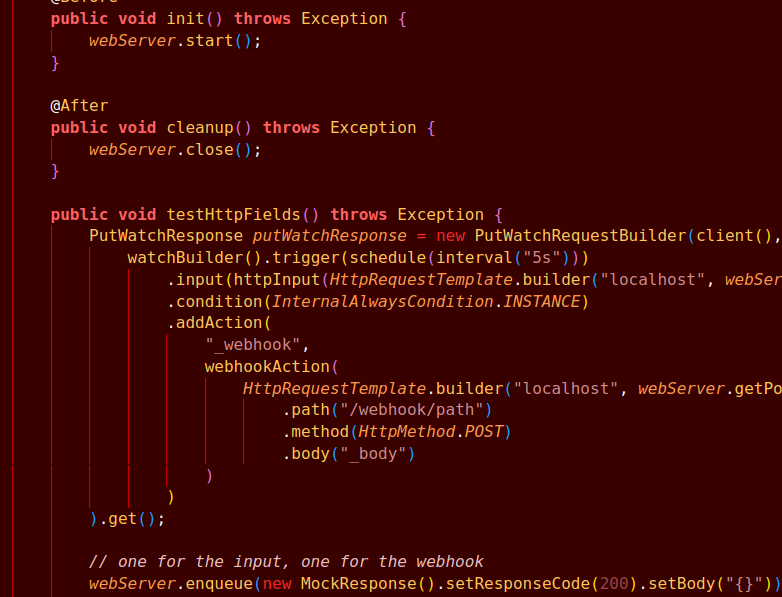 @Before
public void init() throws Exception {
webServer.start();
}
@After
public void cleanup() throws Exception {
webServer.close();
}
public void testHttpFields() throws Exception {
PutWatchResponse putWatchResponse = new PutWatchRequestBuilder(client(),
watchBuilder().trigger(schedule(interval("5s")))
.input(httpInput(HttpRequestTemplate.builder("localhost", webSer
.condition(InternalAlwaysCondition.INSTANCE)
.addAction(
"_webhook",
webhookAction(
HttpRequestTemplate.builder("localhost", webServer.getPo
.path("/webhook/path")
.method(HttpMethod.POST)
.body("_body")
)
)
).get();
// one for the input, one for the webhook
webServer.enqueue(new MockResponse().setResponseCode(200).setBody("{}"))